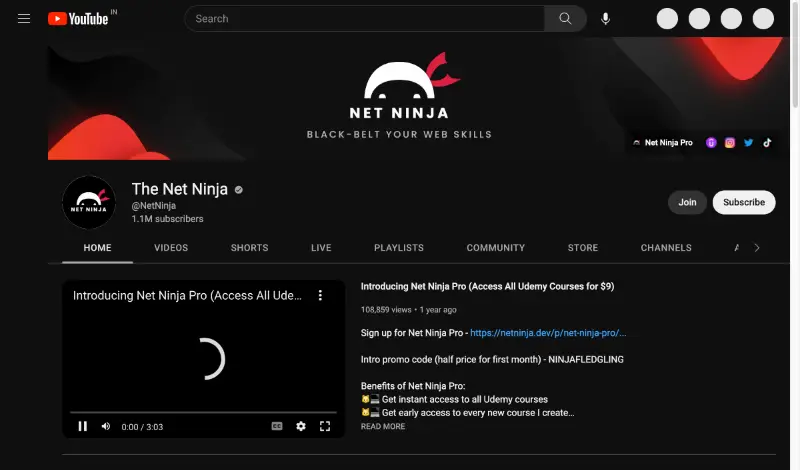 YouTube IN
Search
NET NINJA
BLACK-BELT YOUR WEB SKILLS
Net Ninja Pro
NET NINJA
The Net Ninja
@NetNinja
1.1M subscribers
Join
Subscribe
HOME VIDEOS SHORTS LIVE PLAYLISTS COMMUNITY STORE CHANNELS A
Introducing Net Ninja Pro (Access All Ude...
0:00 / 3:03
CC
Introducing Net Ninja Pro (Access All Udemy Courses for $9)
108,859 views • 1 year ago
Sign up for Net Ninja Pro - https://netninja.dev/p/net-ninja-pro/...
Intro promo code (half price for first month) - NINJAFLEDGLING
Benefits of Net Ninja Pro:
🐱💻 Get instant access to all Udemy courses
🐱💻 Get early access to every new course I create...
READ MORE